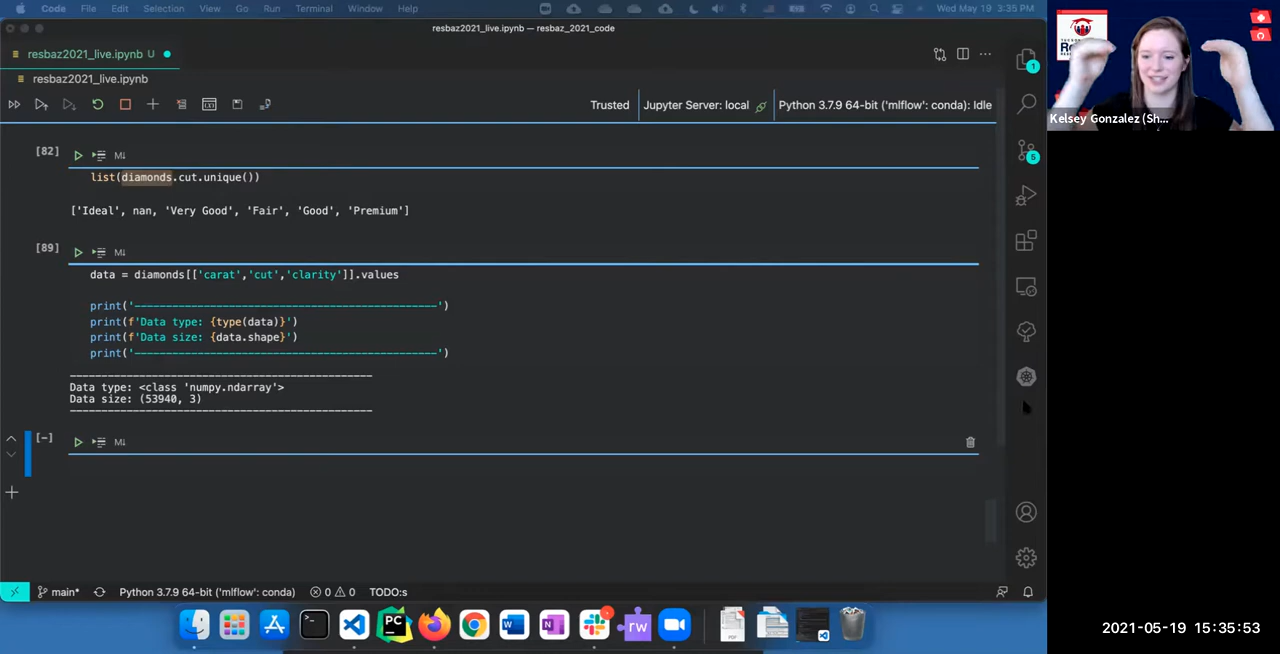 Code File Edit Selection View Go Run Terminal Window Help Wed May 19 3:35 PM
resbaz2021_live.ipynb — resbaz_2021_code
resbaz2021_live.ipynb U
resbaz2021_live.ipynb
Trusted Jupyter Server: local Python 3.7.9 64-bit ('mlflow': conda): Idle
[82]
M↓
list(diamonds.cut.unique())
['Ideal', nan, 'Very Good', 'Fair', 'Good', 'Premium']
[89]
M↓
data = diamonds[['carat','cut','clarity']].values
print('--------------------------------------------')
print(f'Data type: {type(data)}')
print(f'Data size: {data.shape}')
print('--------------------------------------------')
--------------------------------------------
Data type: <class 'numpy.ndarray'>
Data size: (53940, 3)
--------------------------------------------
[-]
M↓
main* Python 3.7.9 64-bit ('mlflow': conda) 0 0 TODO:s
1
5
PC
W
N
rw
PDF
Kelsey Gonzalez (Sh...
2021-05-19 15:35:53